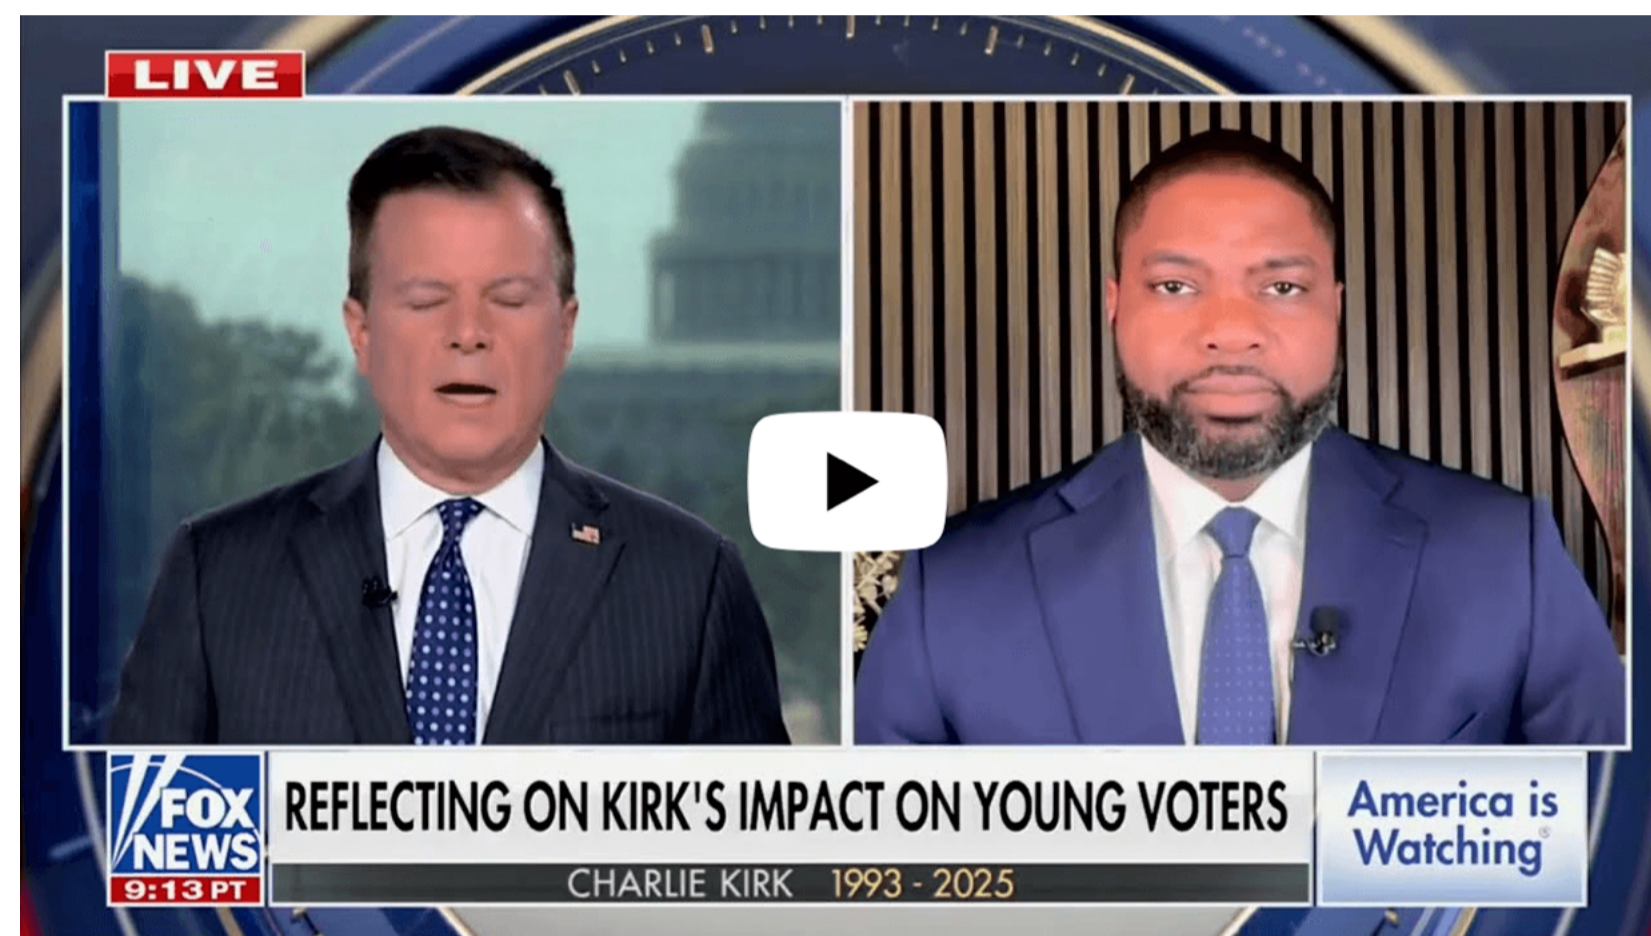 LIVE
REFLECTING ON KIRK'S IMPACT ON YOUNG VOTERS
CHARLIE KIRK 1993 - 2025
FOX
NEWS
9:13 PT
America is
Watching®